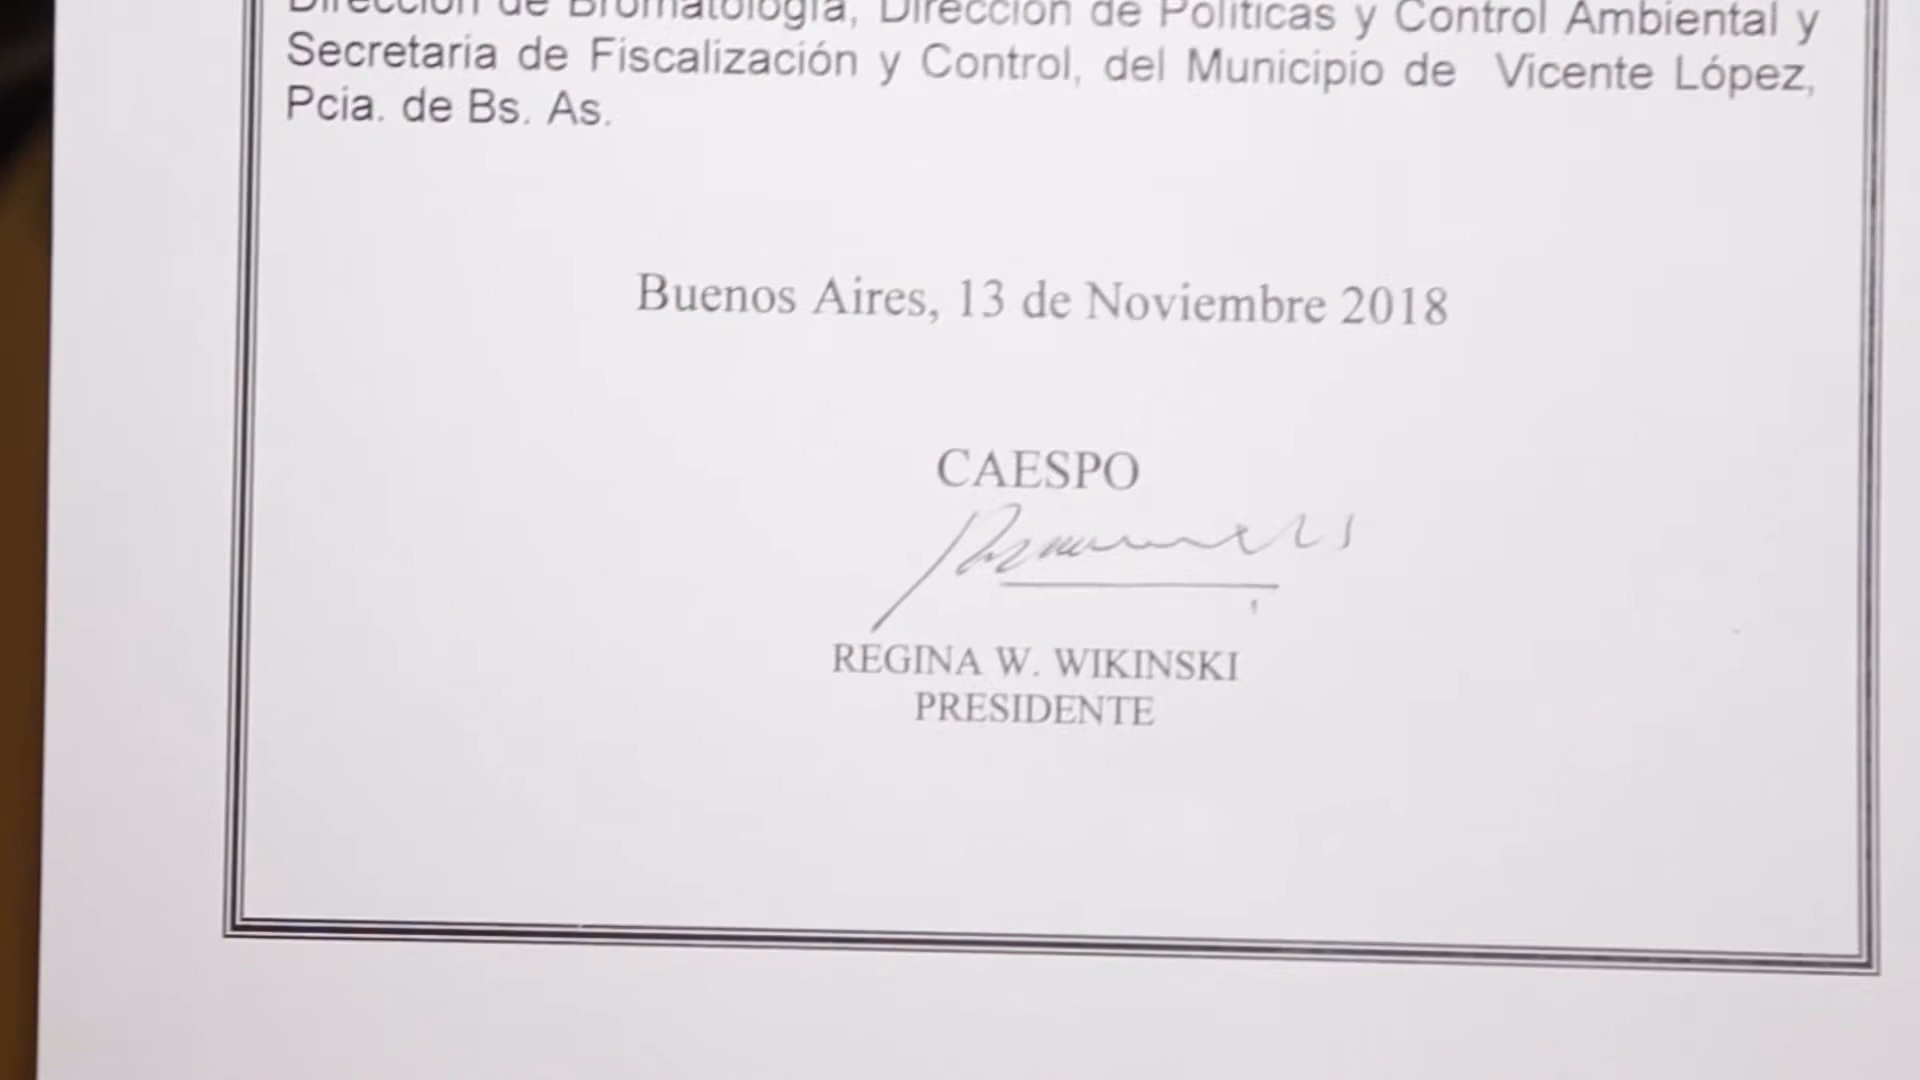 Dirección de Bromatología, Dirección de Políticas y Control Ambiental y
Secretaria de Fiscalización y Control, del Municipio de Vicente López,
Pcia. de Bs. As.
Buenos Aires, 13 de Noviembre 2018
CAESPO
REGINA W. WIKINSKI
PRESIDENTE